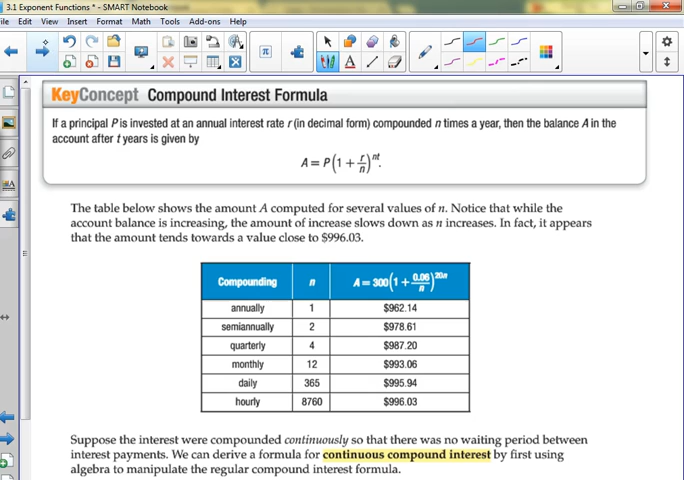 3.1 Exponent Functions * - SMART Notebook
File Edit View Insert Format Math Tools Add-ons Help
KeyConcept Compound Interest Formula
If a principal P is invested at an annual interest rate r (in decimal form) compounded n times a year, then the balance A in the
account after t years is given by
A = P(1 + r/n)^nt.
The table below shows the amount A computed for several values of n. Notice that while the
account balance is increasing, the amount of increase slows down as n increases. In fact, it appears
that the amount tends towards a value close to $996.03.
Compounding n A = 300(1 + 0.06/n)^20n
annually 1 $962.14
semiannually 2 $978.61
quarterly 4 $987.20
monthly 12 $993.06
daily 365 $995.94
hourly 8760 $996.03
Suppose the interest were compounded continuously so that there was no waiting period between
interest payments. We can derive a formula for continuous compound interest by first using
algebra to manipulate the regular compound interest formula.